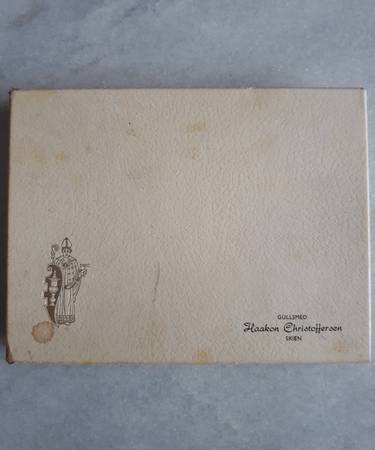 GULLSMED
Haakon Christoffersen
SKIEN